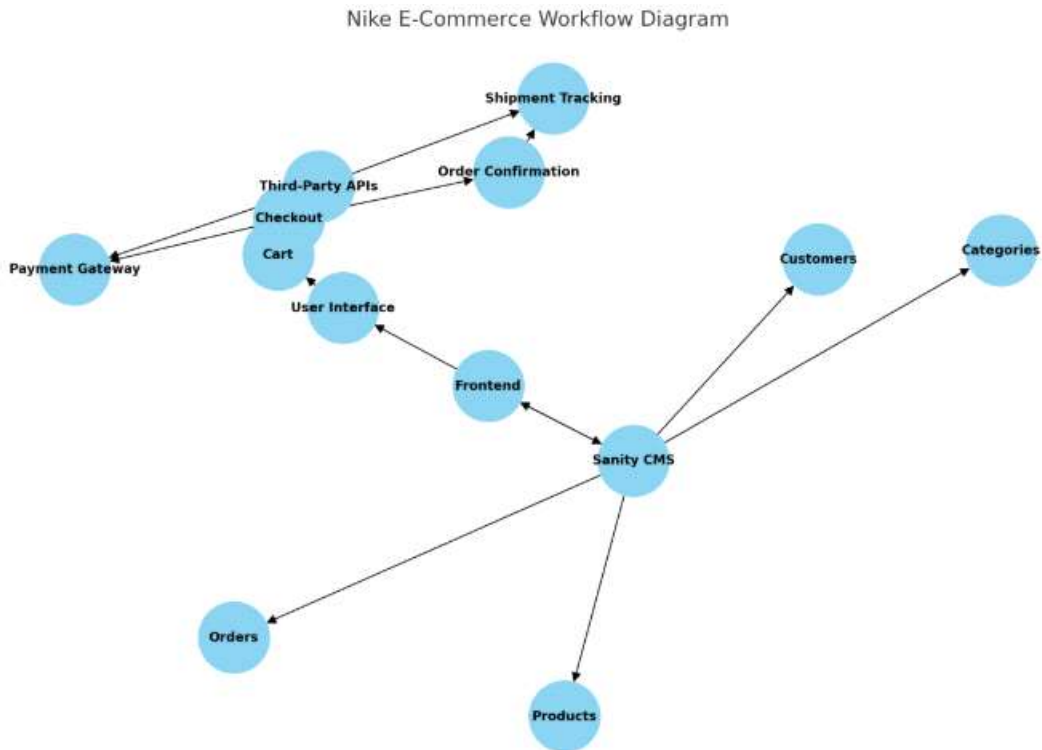 Nike E-Commerce Workflow Diagram
Shipment Tracking
Order Confirmation
Third-Party APIs
Checkout
Cart
Payment Gateway
User Interface
Customers
Categories
Frontend
Sanity CMS
Orders
Products